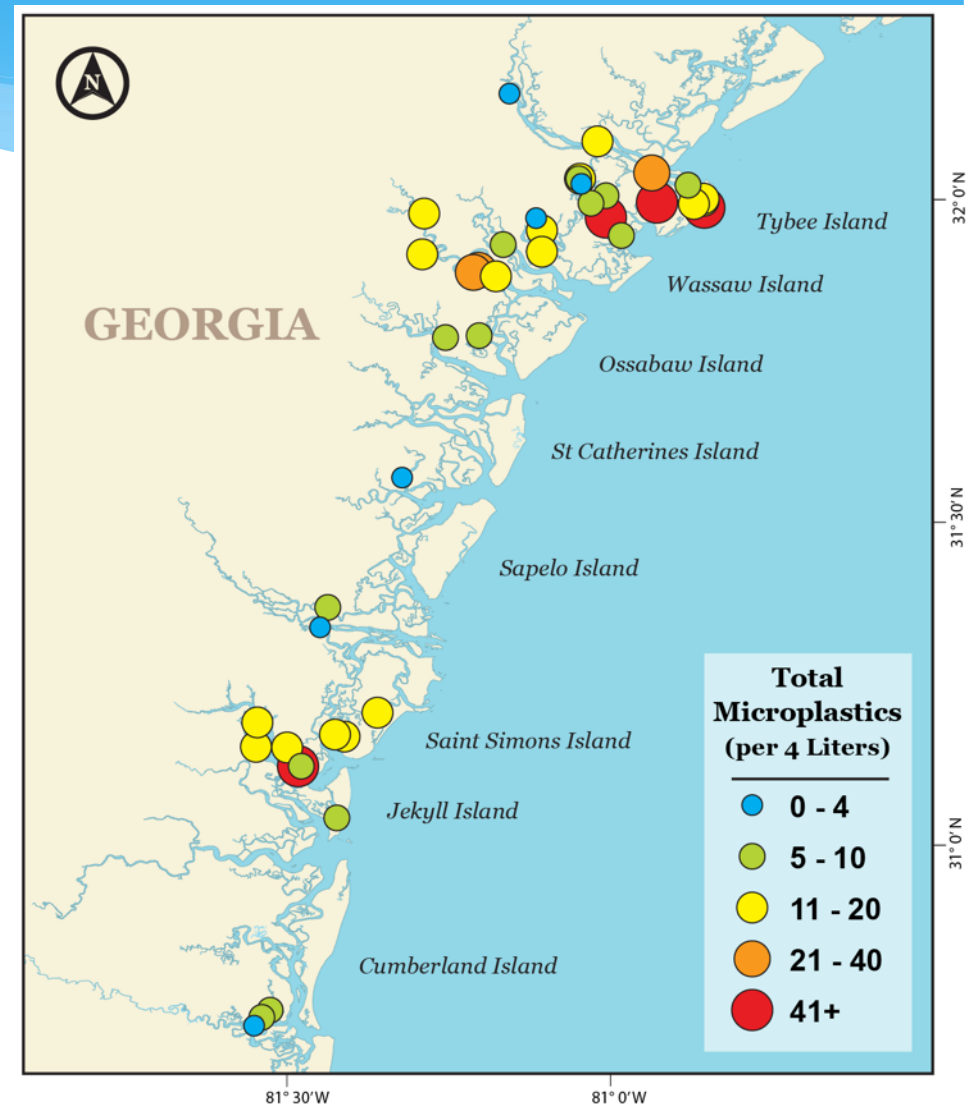 N
GEORGIA
Tybee Island
Wassaw Island
Ossabaw Island
St Catherines Island
Sapelo Island
Saint Simons Island
Jekyll Island
Cumberland Island
32° 0'N
31° 30'N
31° 0'N
Total
Microplastics
(per 4 Liters)
0 - 4
5 - 10
11 - 20
21 - 40
41+
81° 30'W
81° 0'W